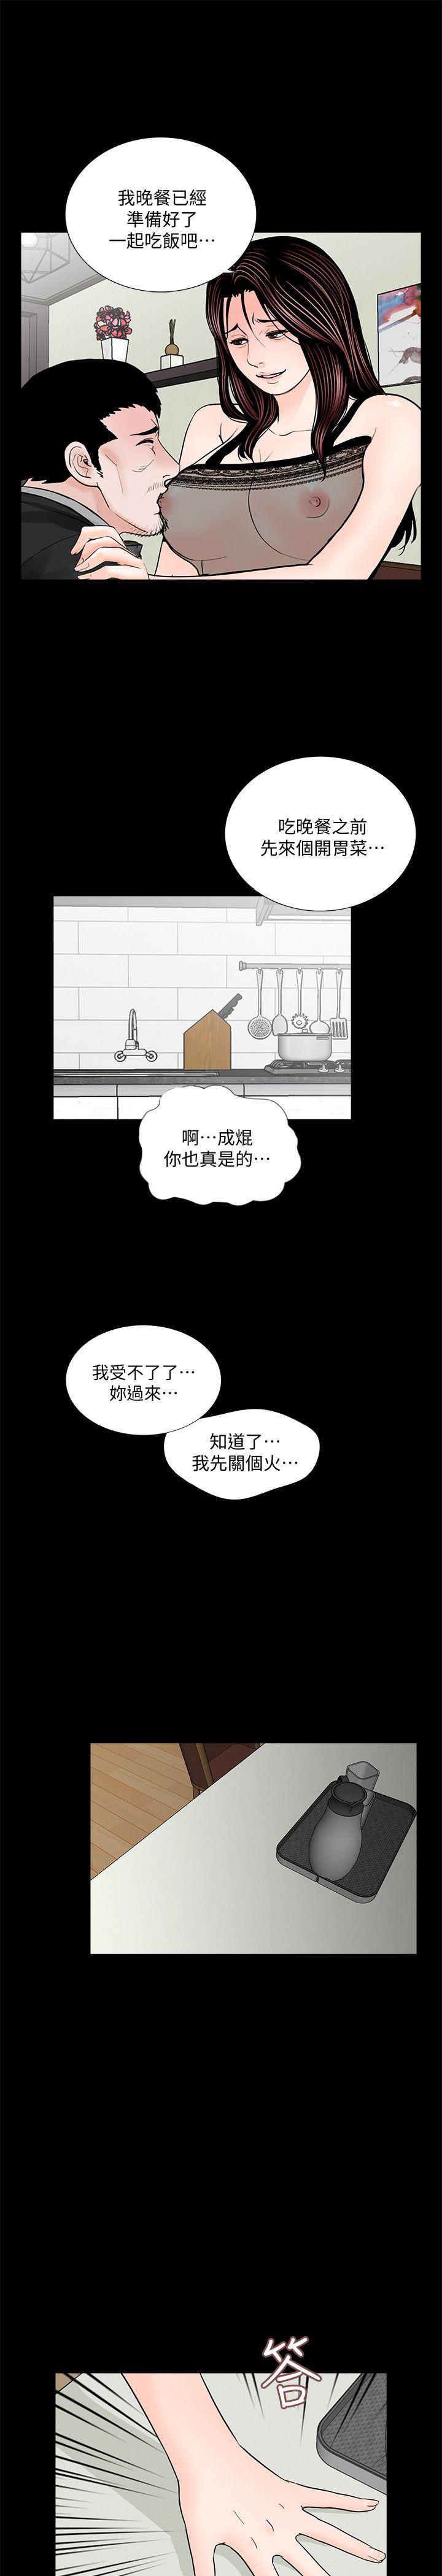 我晚餐已經
準備好了
一起吃飯吧…
吃晚餐之前
先來個開胃菜…
啊…成焜
你也真是的…
我受不了了…
妳過來…
知道了…
我先關個火…
答